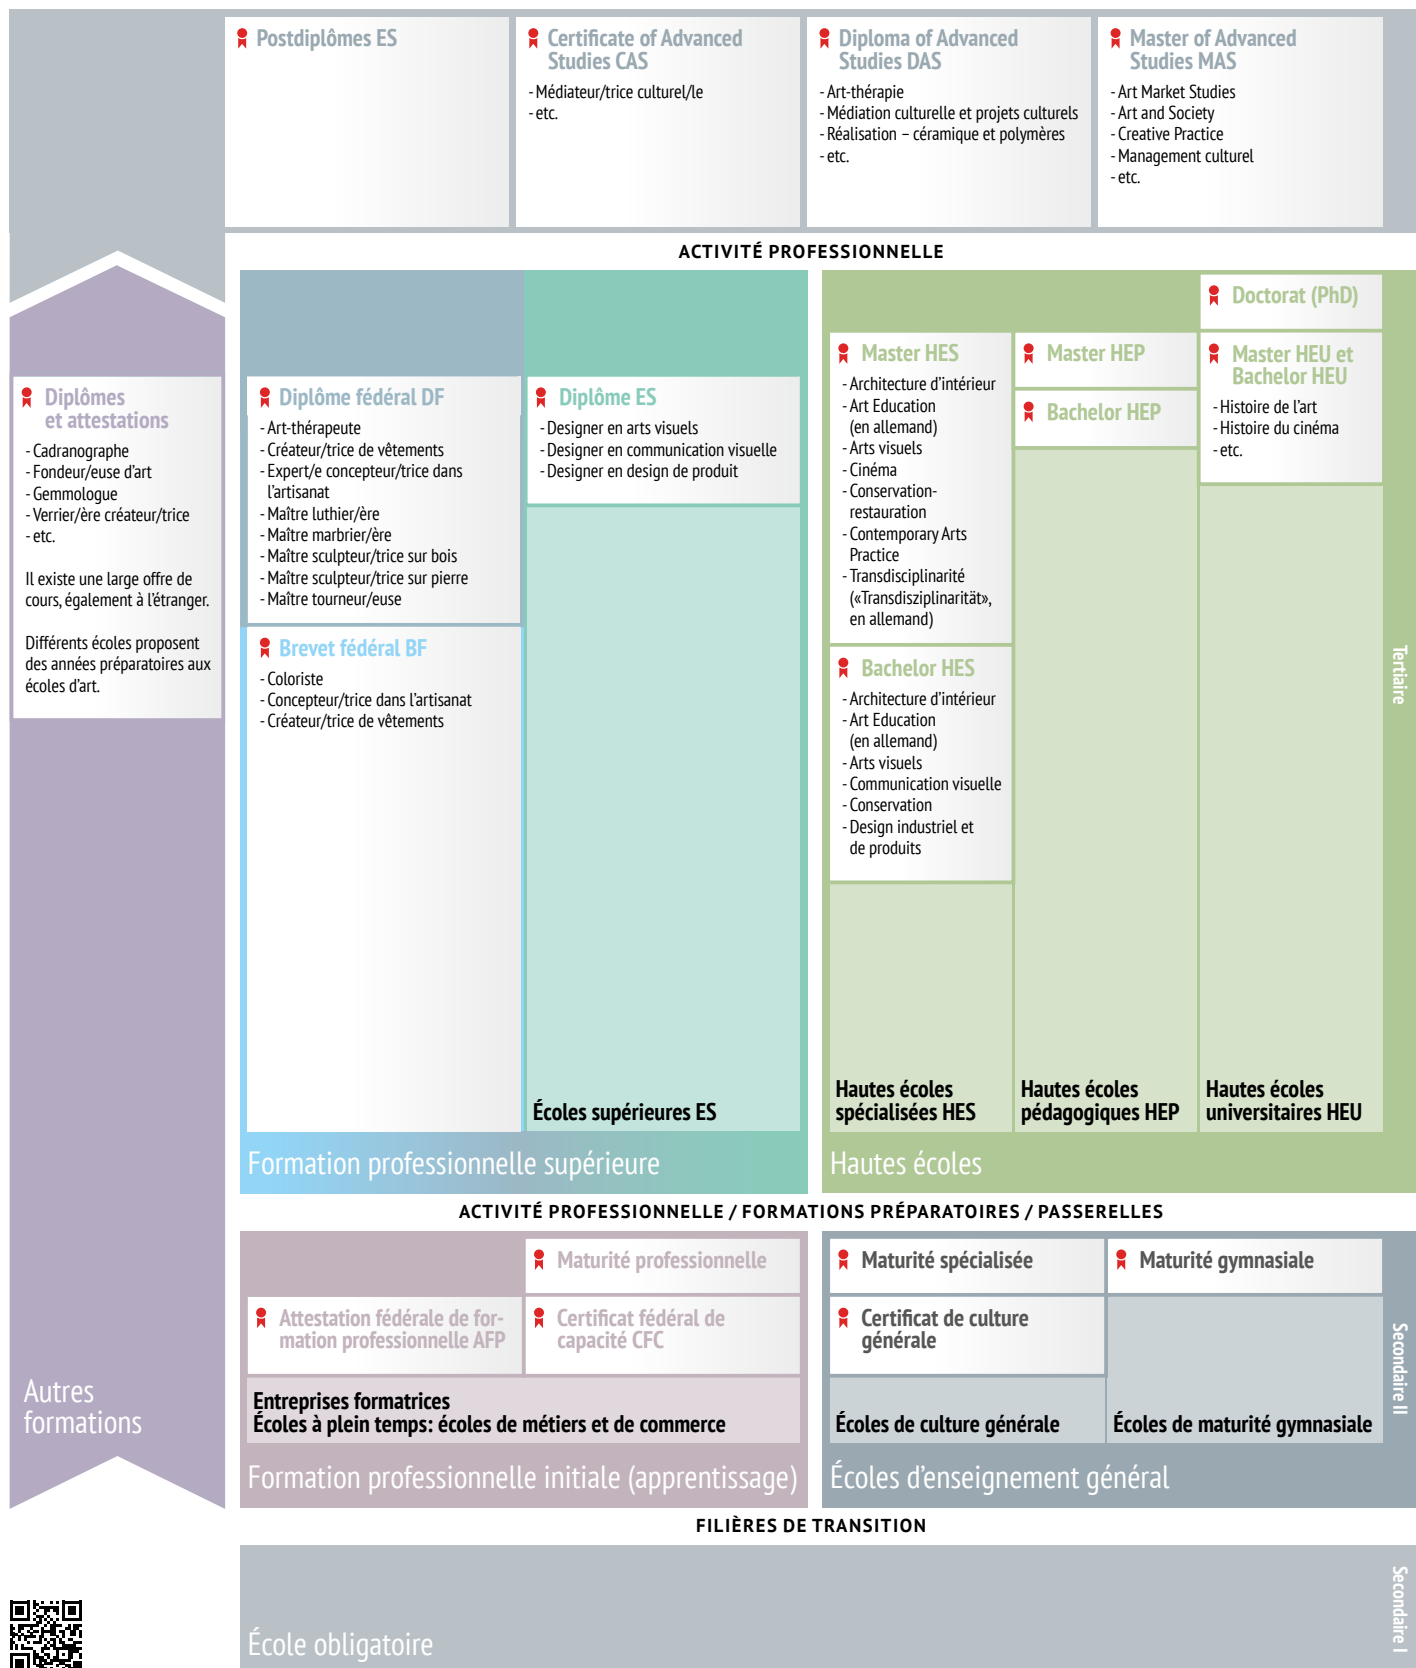 Postdiplômes ES
Certificate of Advanced
Studies CAS
- Médiateur/trice culturel/le
- etc.
Diploma of Advanced
Studies DAS
- Art-thérapie
- Médiation culturelle et projets culturels
- Réalisation – céramique et polymères
- etc.
Master of Advanced
Studies MAS
- Art Market Studies
- Art and Society
- Creative Practice
- Management culturel
- etc.
ACTIVITÉ PROFESSIONNELLE
Diplômes
et attestations
- Cadranographe
- Fondeur/euse d’art
- Gemmologue
- Verrier/ère créateur/trice
- etc.
Il existe une large offre de
cours, également à l’étranger.
Différents écoles proposent
des années préparatoires aux
écoles d’art.
Autres
formations
Diplôme fédéral DF
- Art-thérapeute
- Créateur/trice de vêtements
- Expert/e concepteur/trice dans
l’artisanat
- Maître luthier/ère
- Maître marbrier/ère
- Maître sculpteur/trice sur bois
- Maître sculpteur/trice sur pierre
- Maître tourneur/euse
Brevet fédéral BF
- Coloriste
- Concepteur/trice dans l’artisanat
- Créateur/trice de vêtements
Diplôme ES
- Designer en arts visuels
- Designer en communication visuelle
- Designer en design de produit
Écoles supérieures ES
Formation professionnelle supérieure
Master HES
- Architecture d’intérieur
- Art Education
(en allemand)
- Arts visuels
- Cinéma
- Conservation-
restauration
- Contemporary Arts
Practice
- Transdisciplinarité
(«Transdisziplinarität»,
en allemand)
Bachelor HES
- Architecture d’intérieur
- Art Education
(en allemand)
- Arts visuels
- Communication visuelle
- Conservation
- Design industriel et
de produits
Hautes écoles
spécialisées HES
Master HEP
Bachelor HEP
Hautes écoles
pédagogiques HEP
Doctorat (PhD)
Master HEU et
Bachelor HEU
- Histoire de l’art
- Histoire du cinéma
- etc.
Hautes écoles
universitaires HEU
Hautes écoles
Tertiaire
ACTIVITÉ PROFESSIONNELLE / FORMATIONS PRÉPARATOIRES / PASSERELLES
Maturité professionnelle
Attestation fédérale de for-
mation professionnelle AFP
Certificat fédéral de
capacité CFC
Entreprises formatrices
Écoles à plein temps: écoles de métiers et de commerce
Formation professionnelle initiale (apprentissage)
Maturité spécialisée
Certificat de culture
générale
Écoles de culture générale
Maturité gymnasiale
Écoles de maturité gymnasiale
Écoles d’enseignement général
Secondaire II
FILIÈRES DE TRANSITION
École obligatoire
Secondaire I